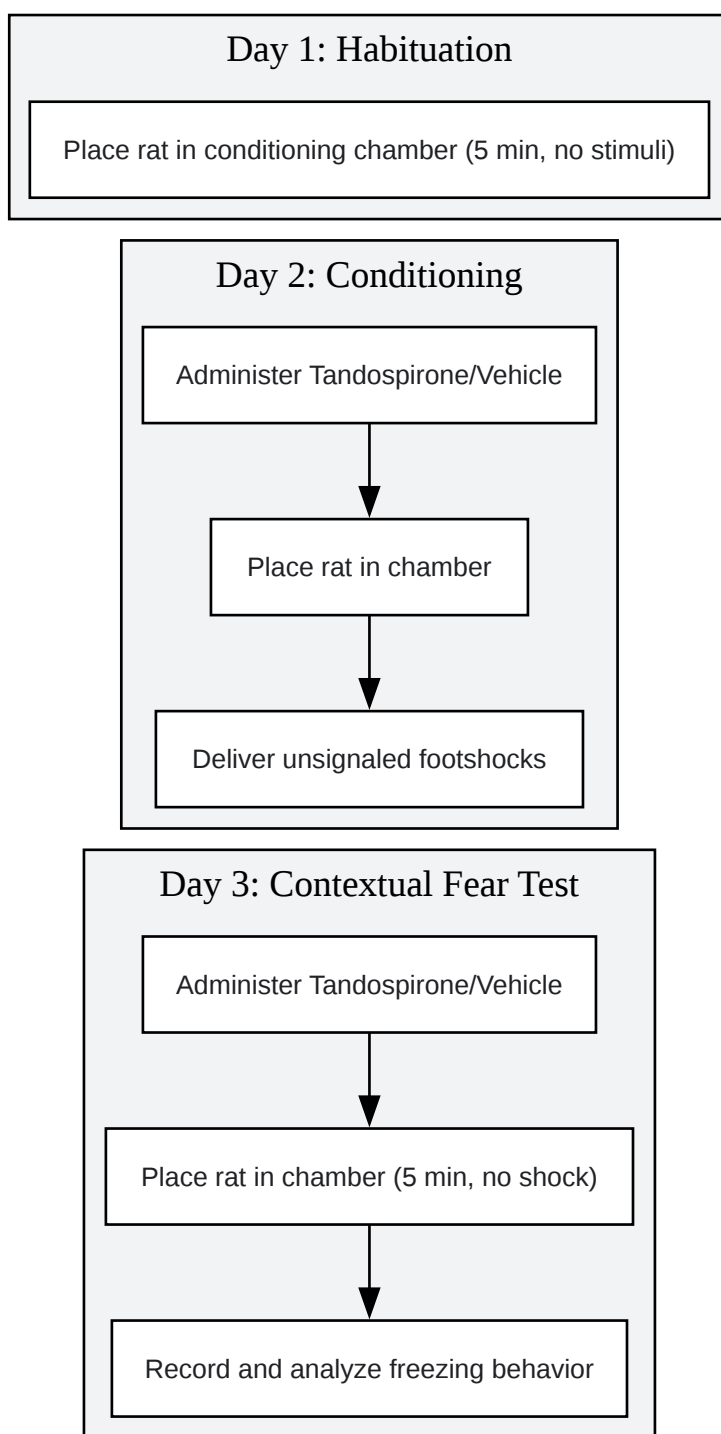 Day 1: Habituation
Place rat in conditioning chamber (5 min, no stimuli)
Day 2: Conditioning
Administer Tandospirone/Vehicle
Place rat in chamber
Deliver unsignaled footshocks
Day 3: Contextual Fear Test
Administer Tandospirone/Vehicle
Place rat in chamber (5 min, no shock)
Record and analyze freezing behavior